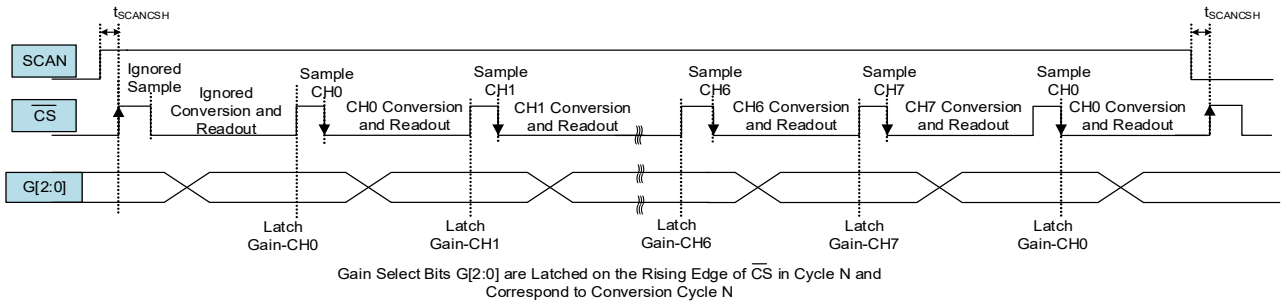 tSCANCSH
tSCANCSH
SCAN
Ignored
Sample
Sample
CH0
Sample
CH1
Sample
CH6
Sample
CH7
Sample
CH0
CS
Ignored
Conversion and
Readout
CH0 Conversion
and Readout
CH1 Conversion
and Readout
CH6 Conversion
and Readout
CH7 Conversion
and Readout
CH0 Conversion
and Readout
G[2:0]
Latch
Gain-CH0
Latch
Gain-CH1
Latch
Gain-CH6
Latch
Gain-CH7
Latch
Gain-CH0
Gain Select Bits G[2:0] are Latched on the Rising Edge of CS in Cycle N and
Correspond to Conversion Cycle N